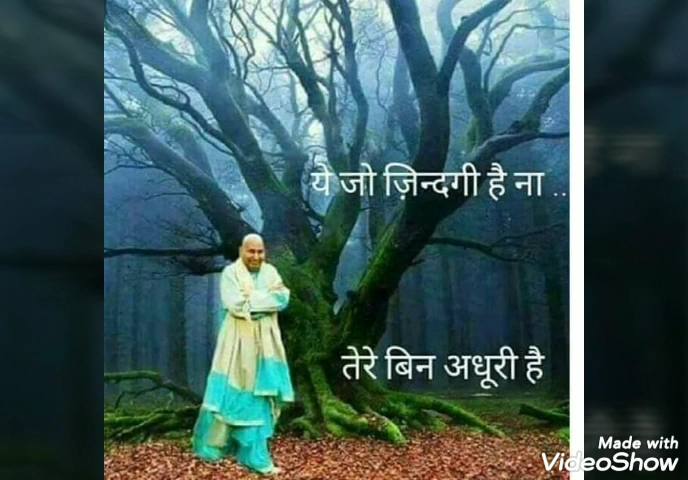 ये जो ज़िन्दगी है ना ..
तेरे बिन अधूरी है
Made with
VideoShow